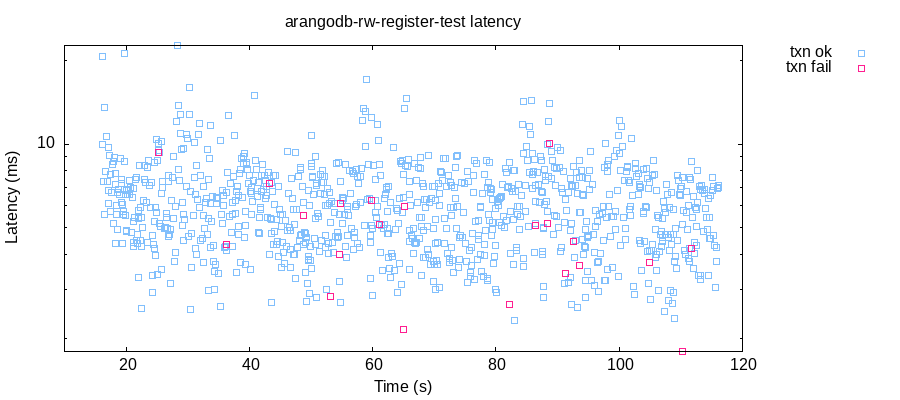 arangodb-rw-register-test latency
txn ok
txn fail
10
Latency (ms)
20 40 60 80 100 120
Time (s)